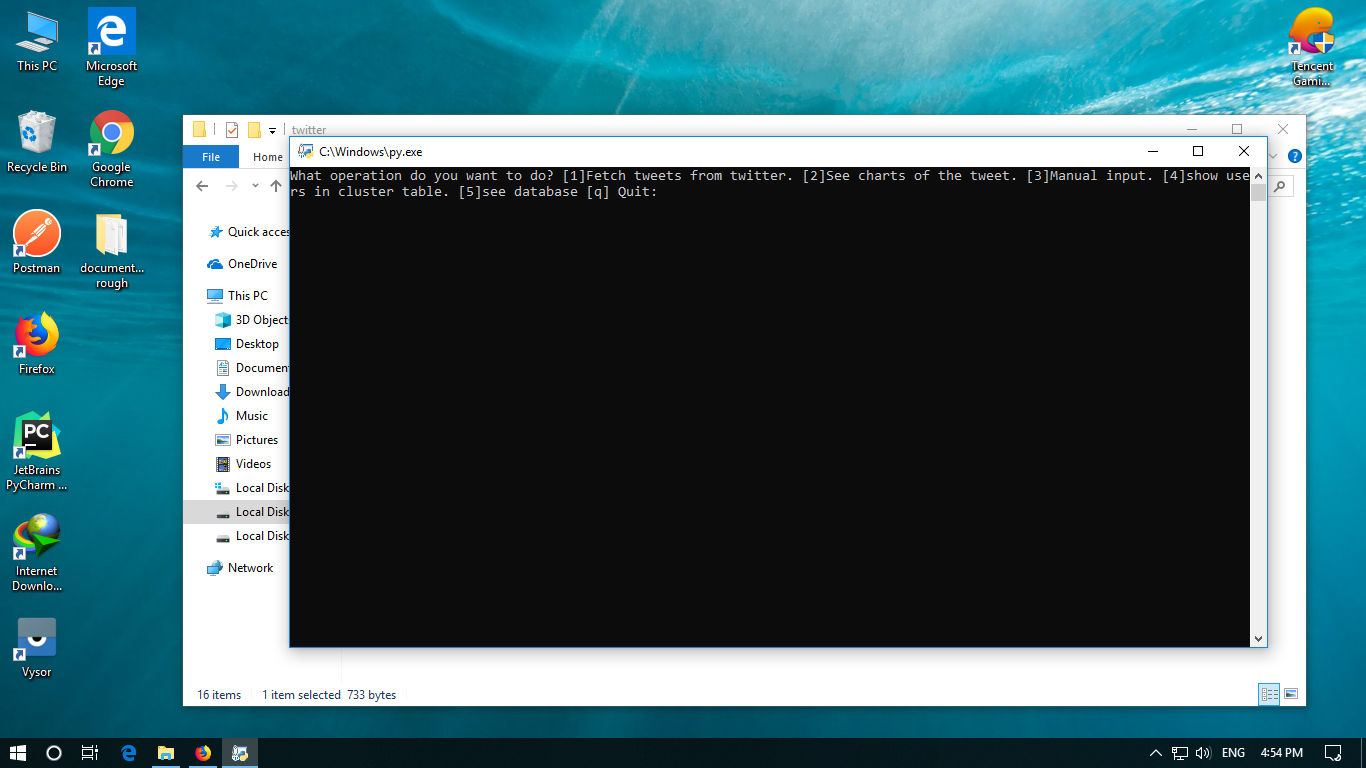 This PC
Microsoft
Edge
Tencent
Gami...
Recycle Bin
Google
Chrome
Postman
document...
rough
Firefox
PC
JetBrains
PyCharm ...
Internet
Downlo...
Vysor
twitter
File
Home
Quick acces
OneDrive
This PC
3D Object
Desktop
Documen
Download
Music
Pictures
Videos
Local Disk
Local Disk
Local Disk
Network
C:\Windows\py.exe
What operation do you want to do? [1]Fetch tweets from twitter. [2]See charts of the tweet. [3]Manual input. [4]show use
rs in cluster table. [5]see database [q] Quit:
16 items 1 item selected 733 bytes
ENG 4:54 PM